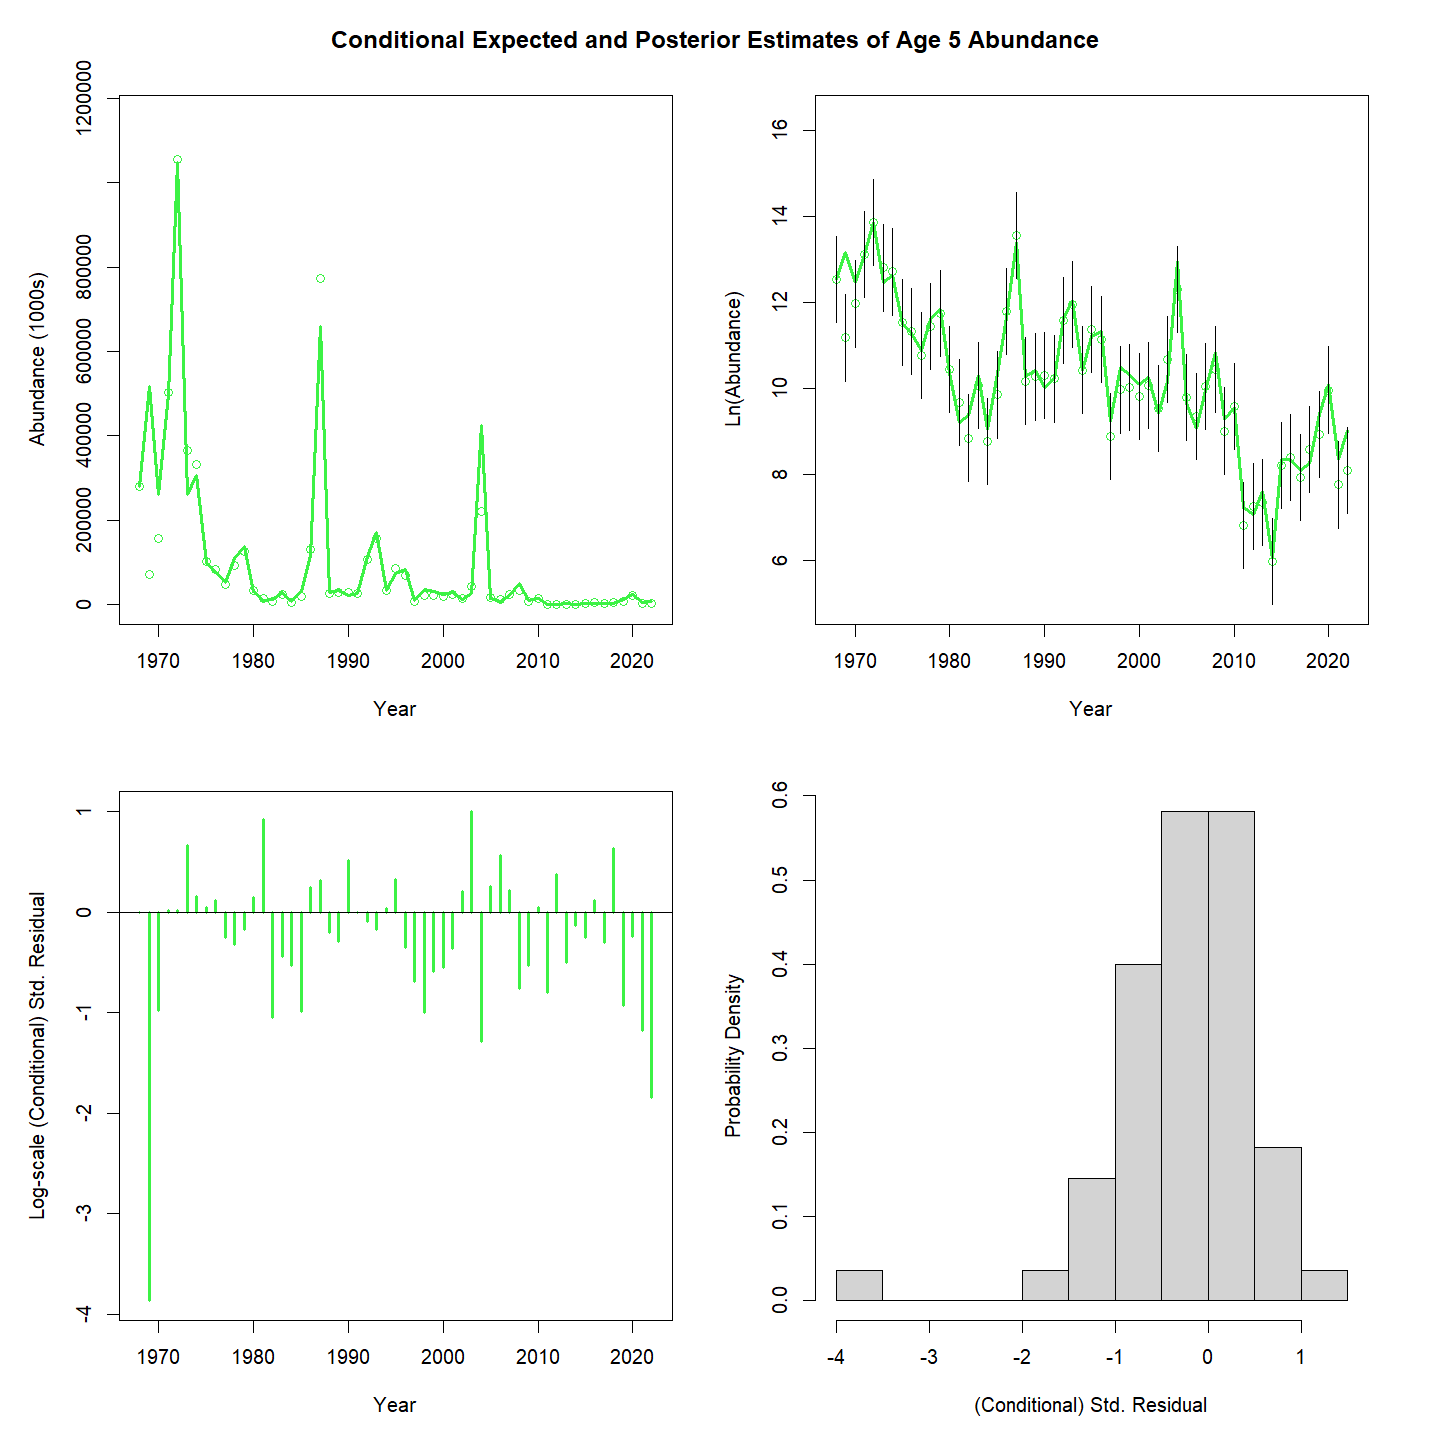 Conditional Expected and Posterior Estimates of Age 5 Abundance
Abundance (1000s)
0 200000 400000 600000 800000 1200000
1970 1980 1990 2000 2010 2020
Year
Ln(Abundance)
6 8 10 12 14 16
1970 1980 1990 2000 2010 2020
Year
Log-scale (Conditional) Std. Residual
-4 -3 -2 -1 0 1
1970 1980 1990 2000 2010 2020
Year
Probability Density
0.0 0.1 0.2 0.3 0.4 0.5 0.6
-4 -3 -2 -1 0 1
(Conditional) Std. Residual